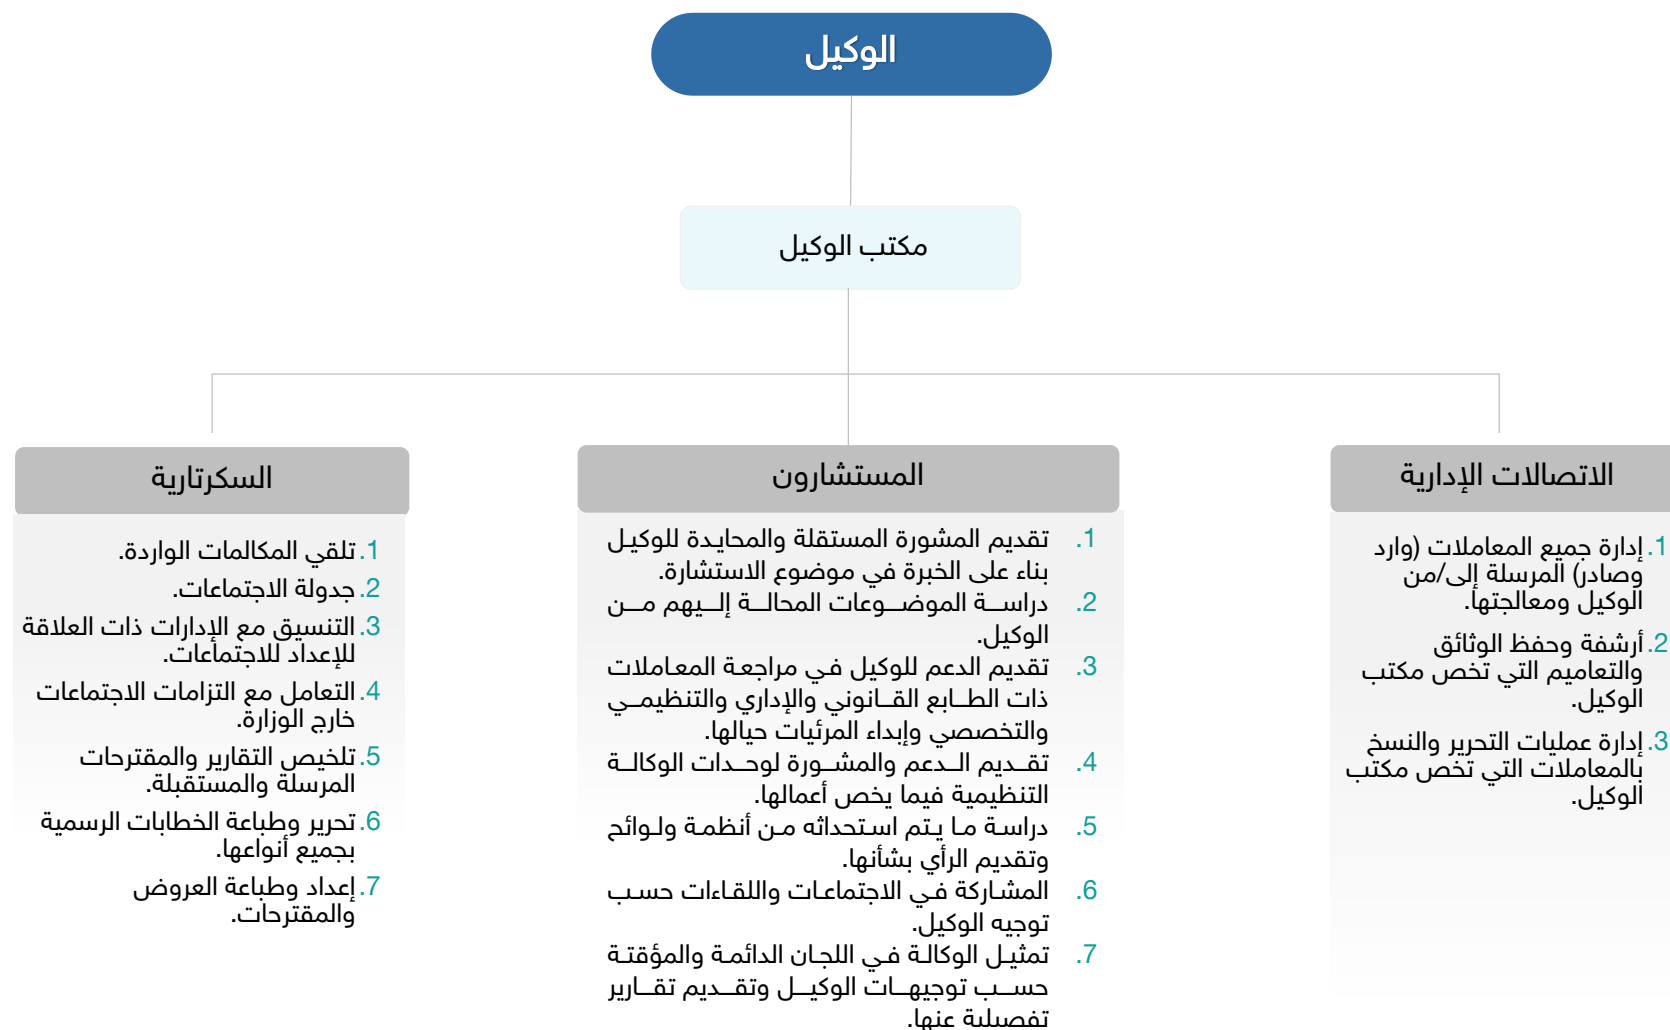 الوكيل
مكتب الوكيل
الاتصالات الإدارية
1. إدارة جميع المعاملات (وارد
وصادر) المرسلة إلى/من
الوكيل ومعالجتها.
2. أرشفة وحفظ الوثائق
والتعاميم التي تخص مكتب
الوكيل.
3. إدارة عمليات التحرير والنسخ
بالمعاملات التي تخص مكتب
الوكيل.
المستشارون
1. تقديم المشورة المستقلة والمحايدة للوكيل
بناء على الخبرة في موضوع الاستشارة.
2. دراسة الموضوعات المحالة إليهم من
الوكيل.
3. تقديم الدعم للوكيل في مراجعة المعاملات
ذات الطابع القانوني والإداري والتنظيمي
والتخصصي وإبداء المرئيات حيالها.
4. تقديم الدعم والمشورة لوحدات الوكالة
التنظيمية فيما يخص أعمالها.
5. دراسة ما يتم استحداثه من أنظمة ولوائح
وتقديم الرأي بشأنها.
6. المشاركة في الاجتماعات واللقاءات حسب
توجيه الوكيل.
7. تمثيل الوكالة في اللجان الدائمة والمؤقتة
حسب توجيهات الوكيل وتقديم تقارير
تفصيلية عنها.
السكرتارية
1. تلقي المكالمات الواردة.
2. جدولة الاجتماعات.
3. التنسيق مع الإدارات ذات العلاقة
للإعداد للاجتماعات.
4. التعامل مع التزامات الاجتماعات
خارج الوزارة.
5. تلخيص التقارير والمقترحات
المرسلة والمستقبلة.
6. تحرير وطباعة الخطابات الرسمية
بجميع أنواعها.
7. إعداد وطباعة العروض
والمقترحات.